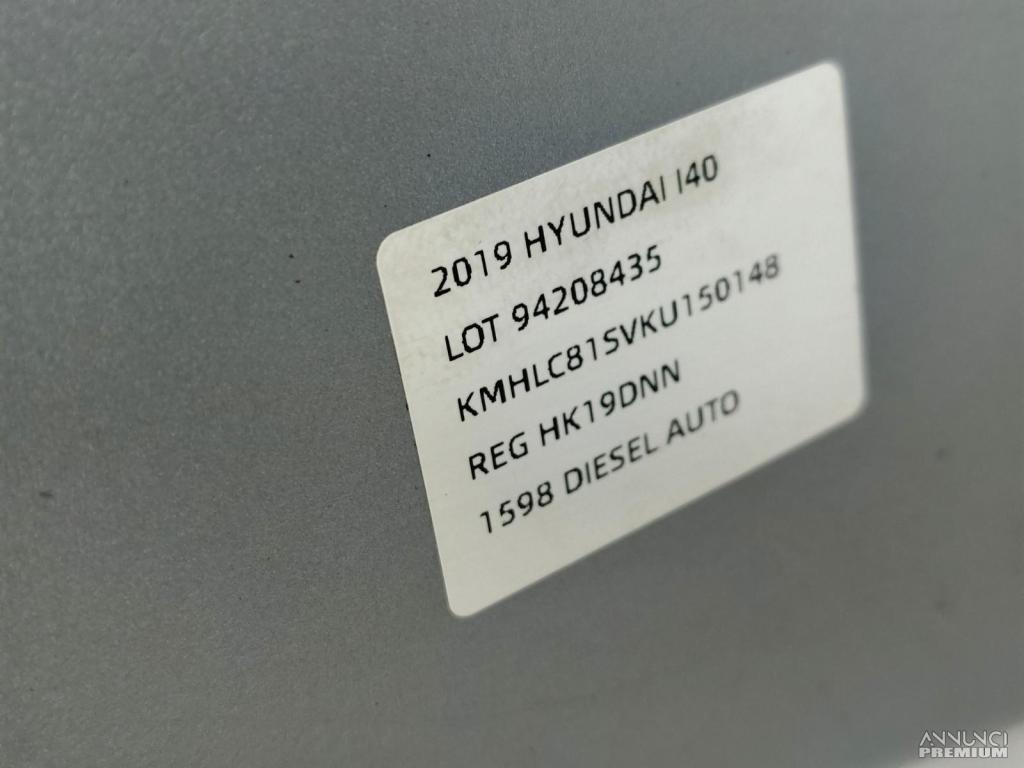 2019 HYUNDAI I40
LOT 94208435
KMHLC81SVKU150148
REG HK19DNN
1598 DIESEL AUTO
ANNUNCI
PREMIUM